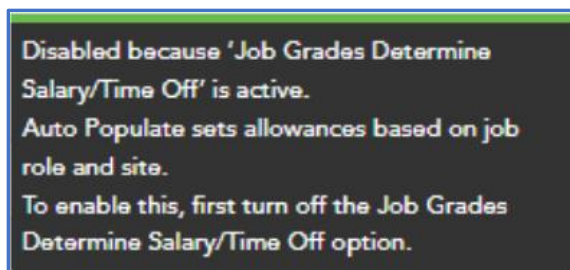 Disabled because ‘Job Grades Determine
Salary/Time Off’ is active.
Auto Populate sets allowances based on job
role and site.
To enable this, first turn off the Job Grades
Determine Salary/Time Off option.